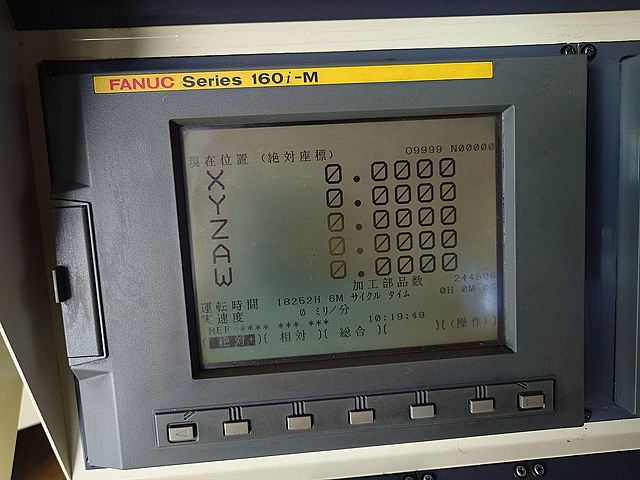 FANUC Series 160i-M
現在位置 (絶対座標) O9999 N00000
X 0.0000
Y 0.0000
Z 0.0000
A 0.0000
W 0.0000
加工部品数 244506
運転時間 18252H 6M サイクル タイム 0H 0M 0S
実速度 0 ミリ/分
REF **** *** *** 10:19:49
(絶対+)( 相対 )( 総合 )( )((操作))